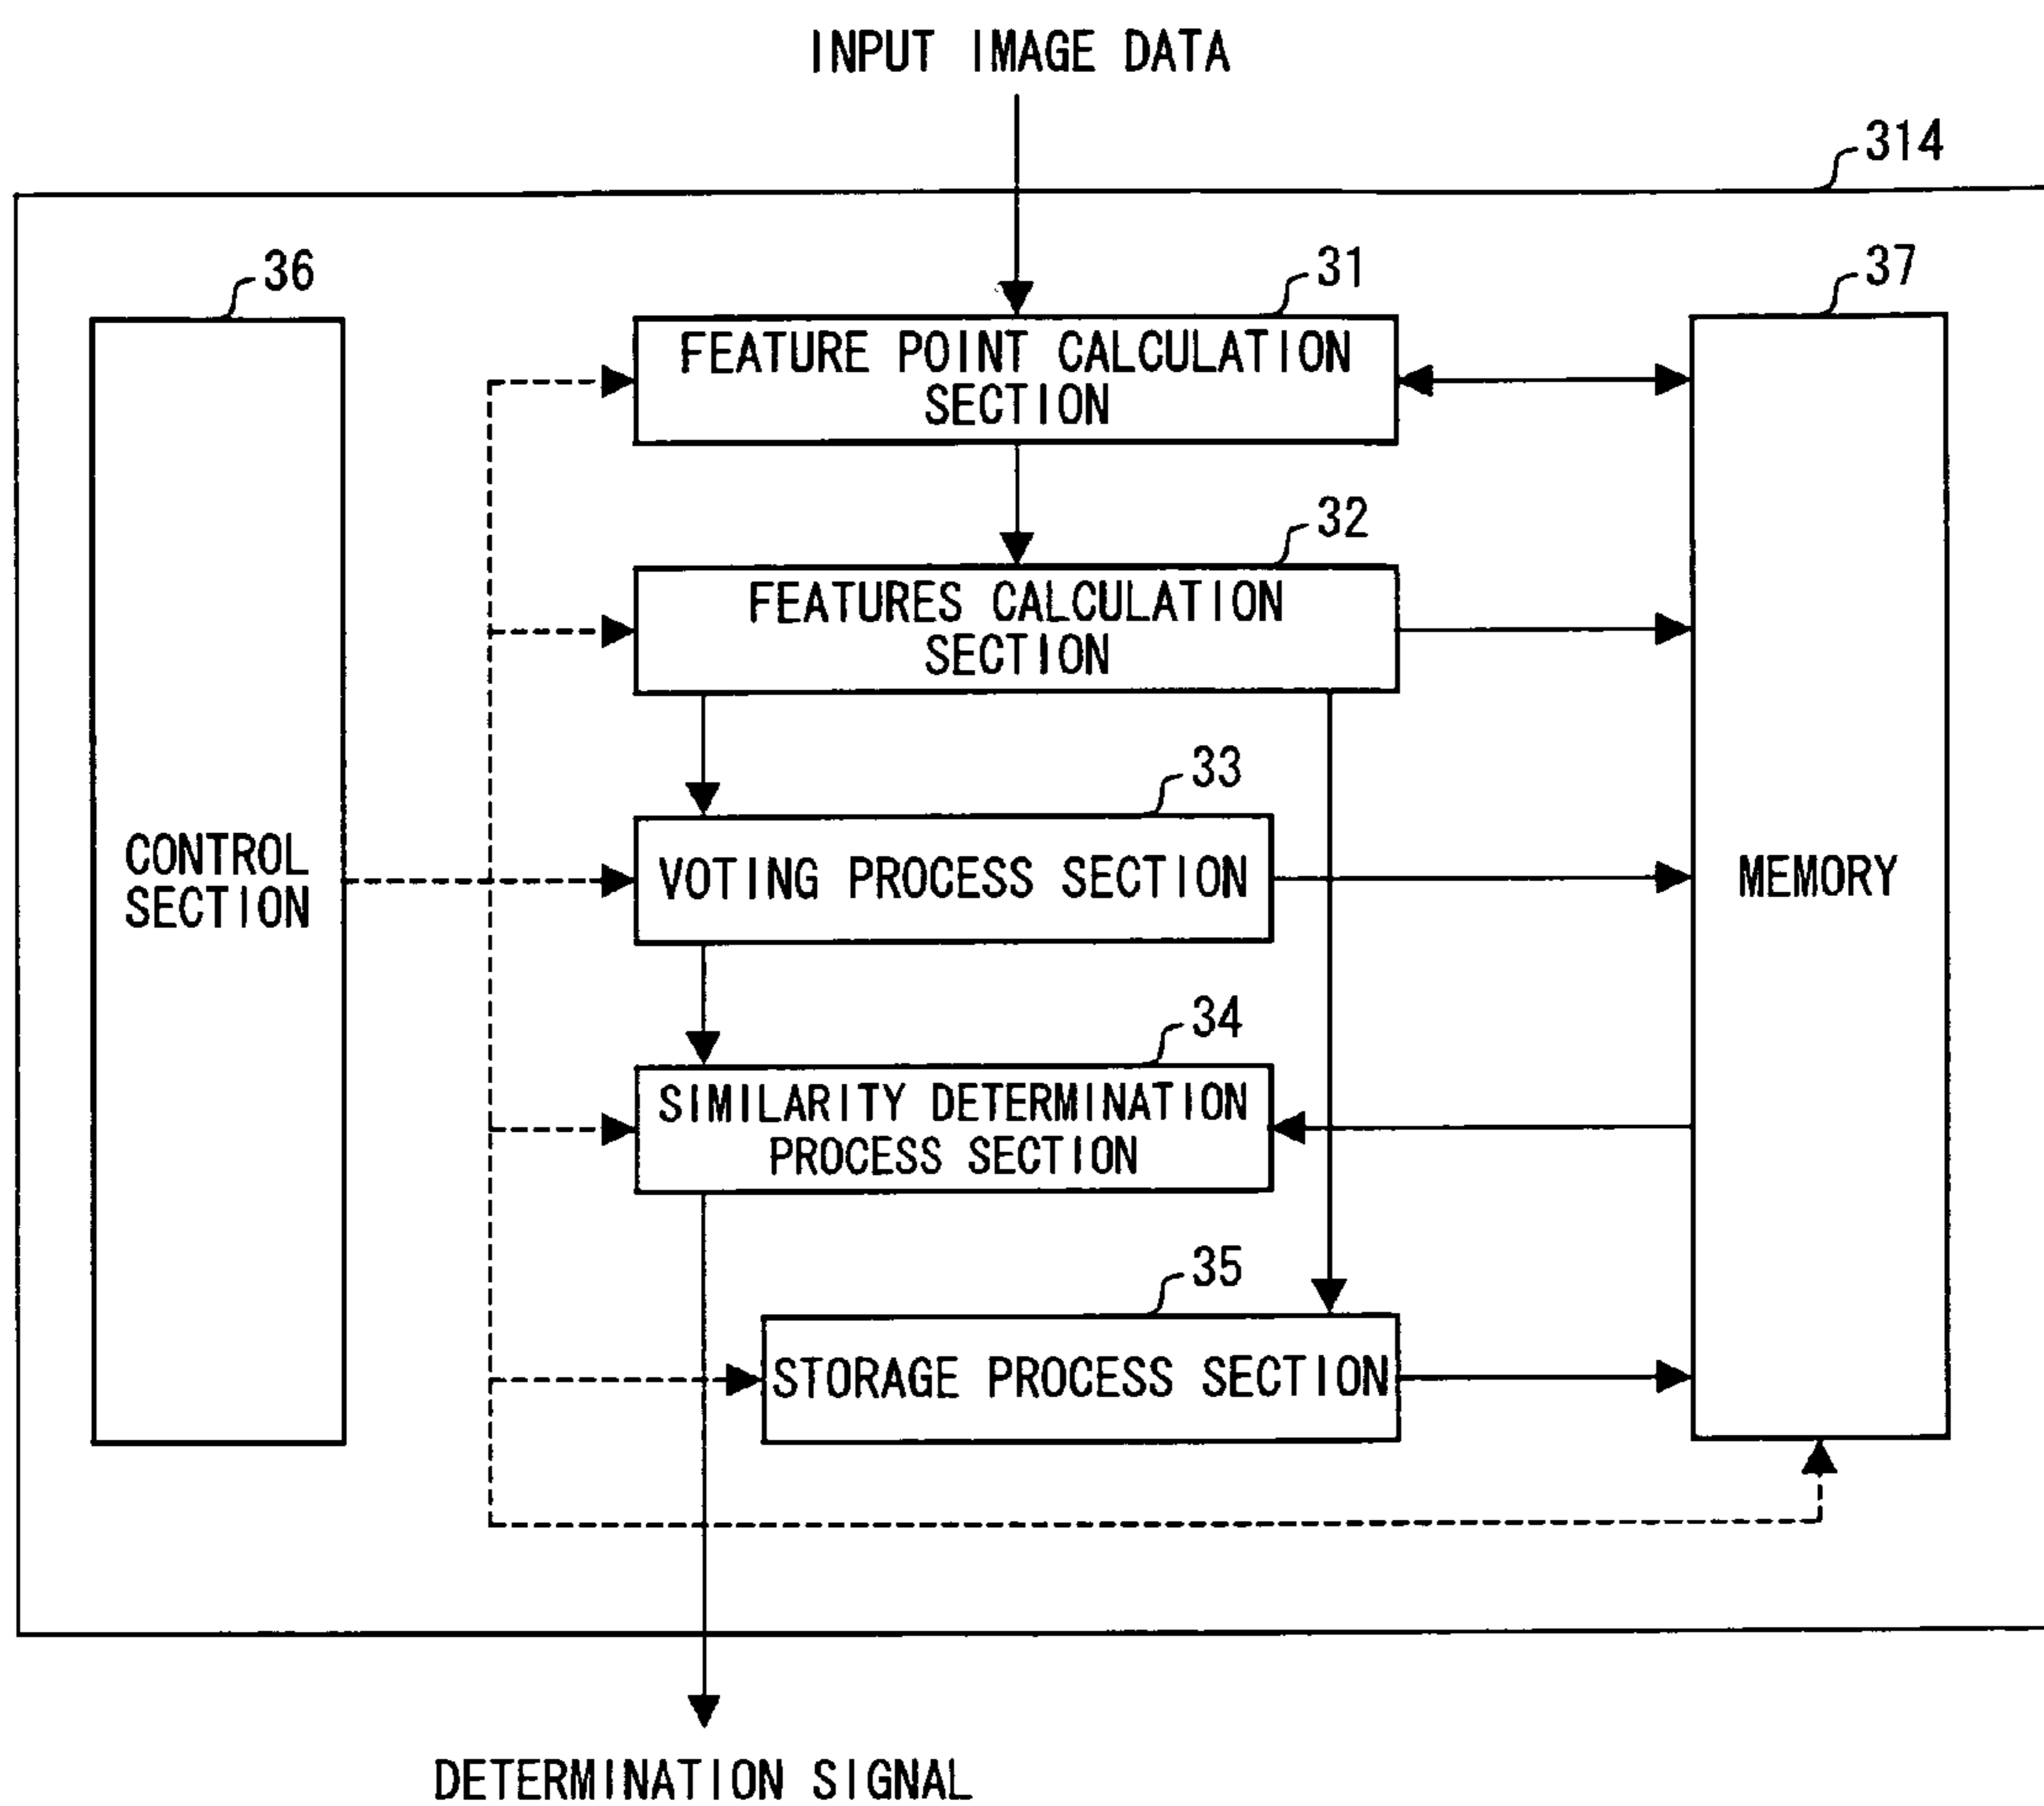 INPUT IMAGE DATA
314
36
31
37
FEATURE POINT CALCULATION
SECTION
32
FEATURES CALCULATION
SECTION
33
CONTROL
SECTION
VOTING PROCESS SECTION
MEMORY
34
SIMILARITY DETERMINATION
PROCESS SECTION
35
STORAGE PROCESS SECTION
DETERMINATION SIGNAL